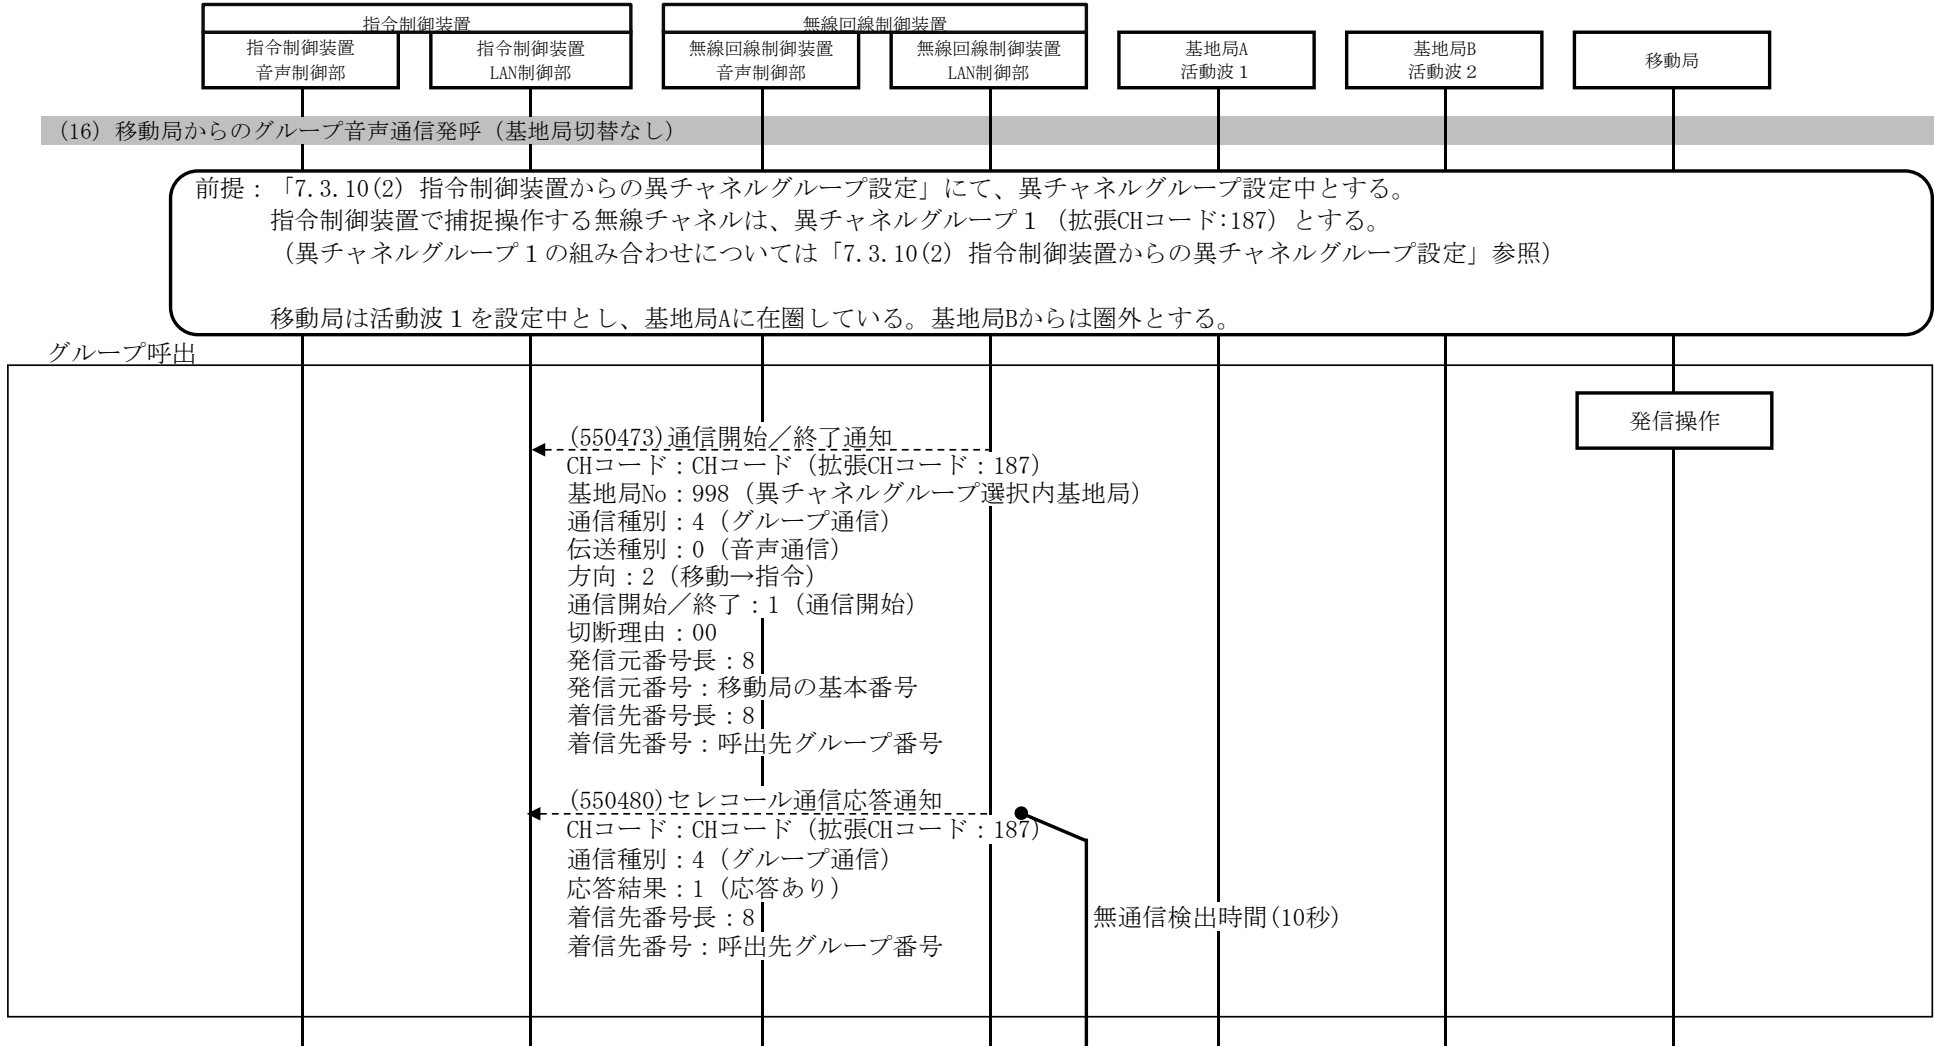 指令制御装置
無線回線制御装置
指令制御装置
音声制御部
指令制御装置
LAN制御部
無線回線制御装置
音声制御部
無線回線制御装置
LAN制御部
基地局A
活動波１
基地局B
活動波２
移動局
(16) 移動局からのグループ音声通信発呼（基地局切替なし）
前提：「7.3.10(2) 指令制御装置からの異チャネルグループ設定」にて、異チャネルグループ設定中とする。
指令制御装置で捕捉操作する無線チャネルは、異チャネルグループ１（拡張CHコード:187）とする。
（異チャネルグループ１の組み合わせについては「7.3.10(2) 指令制御装置からの異チャネルグループ設定」参照）
移動局は活動波１を設定中とし、基地局Aに在圏している。基地局Bからは圏外とする。
グループ呼出
発信操作
(550473)通信開始／終了通知
CHコード：CHコード（拡張CHコード：187）
基地局No：998（異チャネルグループ選択内基地局）
通信種別：4（グループ通信）
伝送種別：0（音声通信）
方向：2（移動→指令）
通信開始／終了：1（通信開始）
切断理由：00
発信元番号長：8
発信元番号：移動局の基本番号
着信先番号長：8
着信先番号：呼出先グループ番号
(550480)セレコール通信応答通知
CHコード：CHコード（拡張CHコード：187）
通信種別：4（グループ通信）
応答結果：1（応答あり）
着信先番号長：8
着信先番号：呼出先グループ番号
無通信検出時間(10秒)